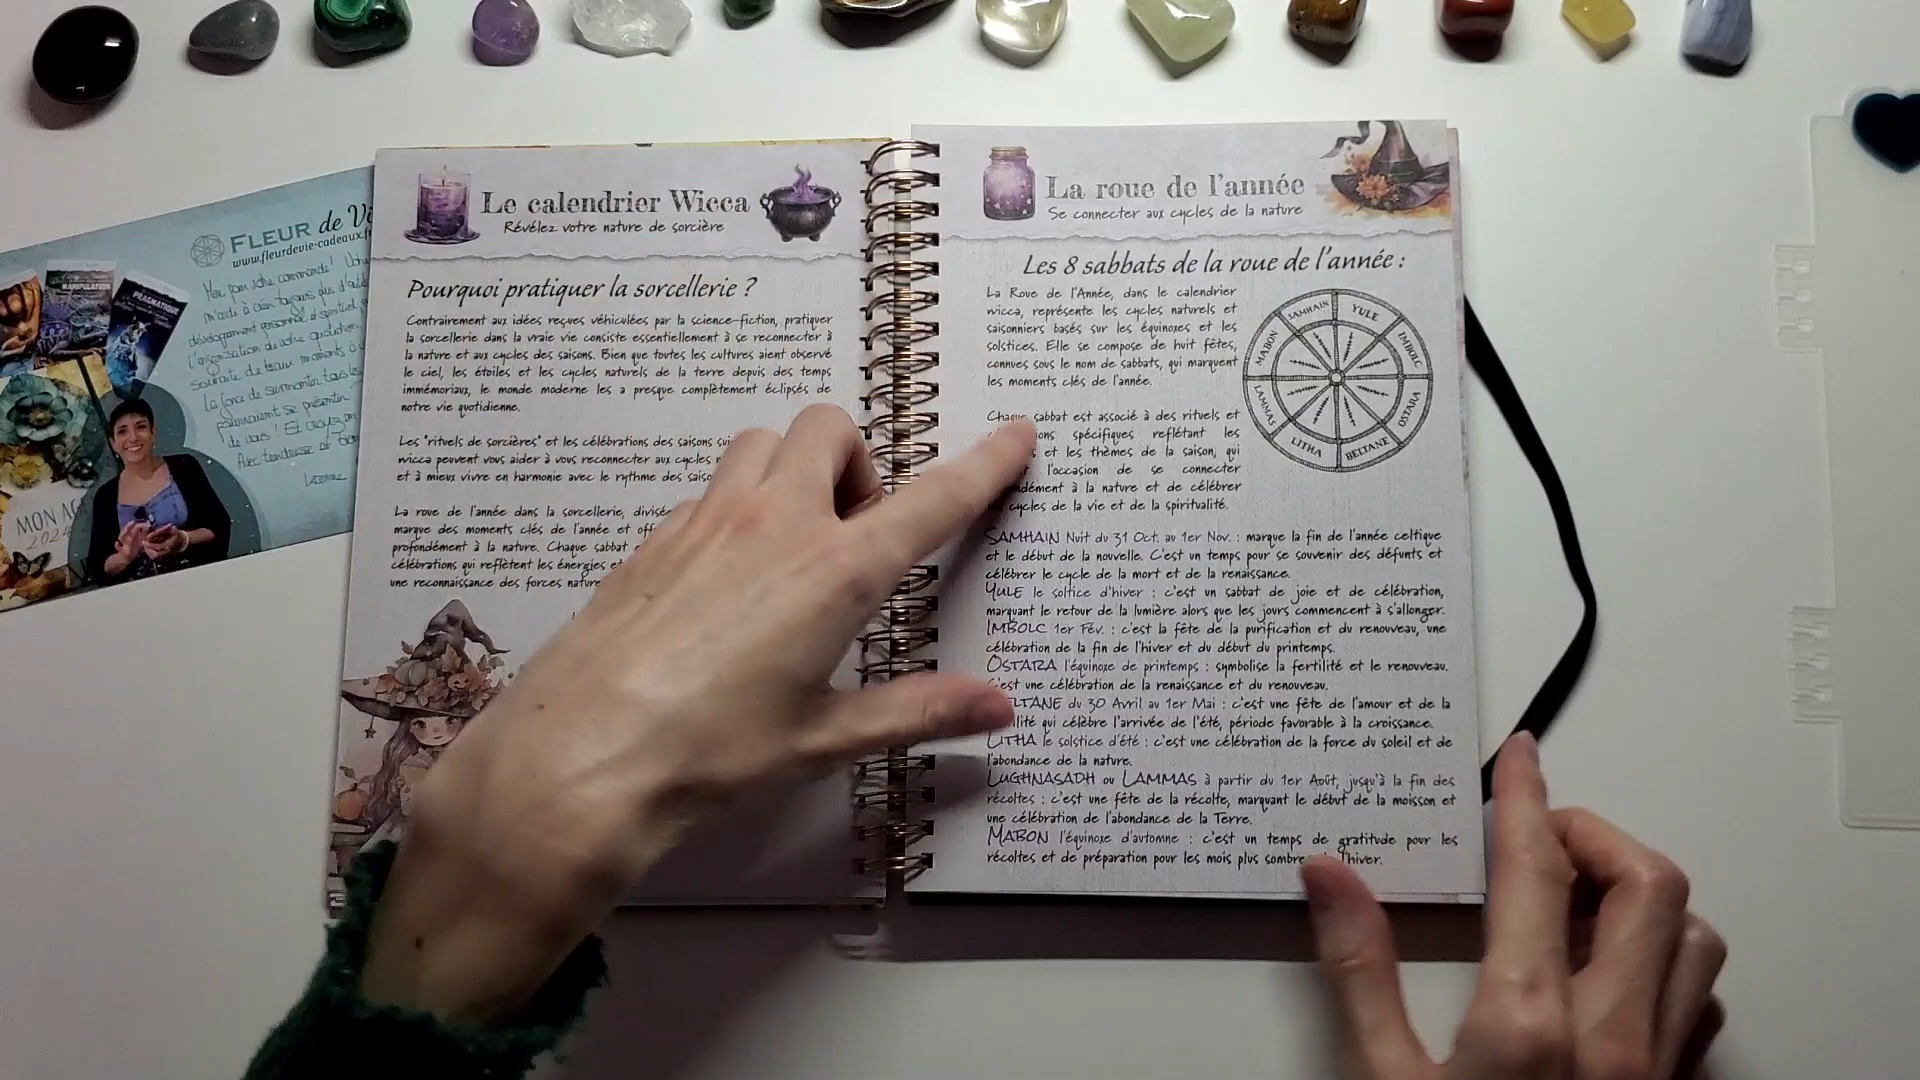 FLEUR de
www.fleurdevie-cadeaux.fr
Merci pour votre commande !
PRAGMATIQUE
MON
Le calendrier Wicca
Révélez votre nature de sorcière
Pourquoi pratiquer la sorcellerie ?
Contrairement aux idées reçues véhiculées par la science-fiction, pratiquer
la sorcellerie dans la vraie vie consiste essentiellement à se reconnecter à
la nature et aux cycles des saisons. Bien que toutes les cultures aient observé
le ciel, les étoiles et les cycles naturels de la terre depuis des temps
immémoriaux, le monde moderne les a presque complètement éclipsés de
notre vie quotidienne.
Les "rituels de sorcières" et les célébrations des saisons
wicca peuvent vous aider à vous reconnecter aux cycles
et à mieux vivre en harmonie avec le rythme des
La roue de l'année dans la sorcellerie,
marque des moments clés de l'année et
profondément à la nature. Chaque sabbat
célébrations qui reflètent les énergies et
une reconnaissance des forces
La roue de l'année
Se connecter aux cycles de la nature
Les 8 sabbats de la roue de l'année :
La Roue de l'Année, dans le calendrier
wicca, représente les cycles naturels et
saisonniers basés sur les équinoxes et les
solstices. Elle se compose de huit fêtes,
connues sous le nom de sabbats, qui marquent
les moments clés de l'année.
SAMHAIN
YULE
IMBOLC
OSTARA
BELTANE
LITHA
LAMMAS
MABON
Chaque sabbat est associé à des rituels et
spécifiques reflétant les
et les thèmes de la saison, qui
l'occasion de se connecter
à la nature et de célébrer
cycles de la vie et de la spiritualité.
SAMHAIN Nuit du 31 Oct. au 1er Nov. : marque la fin de l'année celtique
et le début de la nouvelle. C'est un temps pour se souvenir des défunts et
célébrer le cycle de la mort et de la renaissance.
YULE le soltice d'hiver : c'est un sabbat de joie et de célébration,
marquant le retour de la lumière alors que les jours commencent à s'allonger.
IMBOLC 1er Fév. : c'est la fête de la purification et du renouveau, une
célébration de la fin de l'hiver et du début du printemps.
OSTARA l'équinoxe de printemps : symbolise la fertilité et le renouveau.
C'est une célébration de la renaissance et du renouveau.
BELTANE du 30 Avril au 1er Mai : c'est une fête de l'amour et de la
qui célèbre l'arrivée de l'été, période favorable à la croissance.
LITHA le solstice d'été : c'est une célébration de la force du soleil et de
l'abondance de la nature.
LUGHNASADH ou LAMMAS à partir du 1er Août, jusqu'à la fin des
récoltes : c'est une fête de la récolte, marquant le début de la moisson et
une célébration de l'abondance de la Terre.
MABON l'équinoxe d'automne : c'est un temps de gratitude pour les
récoltes et de préparation pour les mois plus l'hiver.